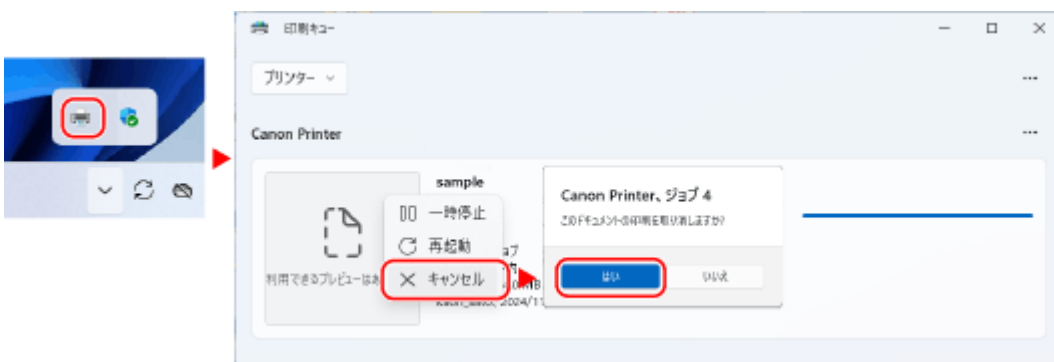 印刷キュー
プリンター
Canon Printer
sample
一時停止
再起動
キャンセル
利用できるプレビューはあ
Canon Printer、ジョブ 4
このドキュメントの印刷を取り消しますか?
はい
いいえ